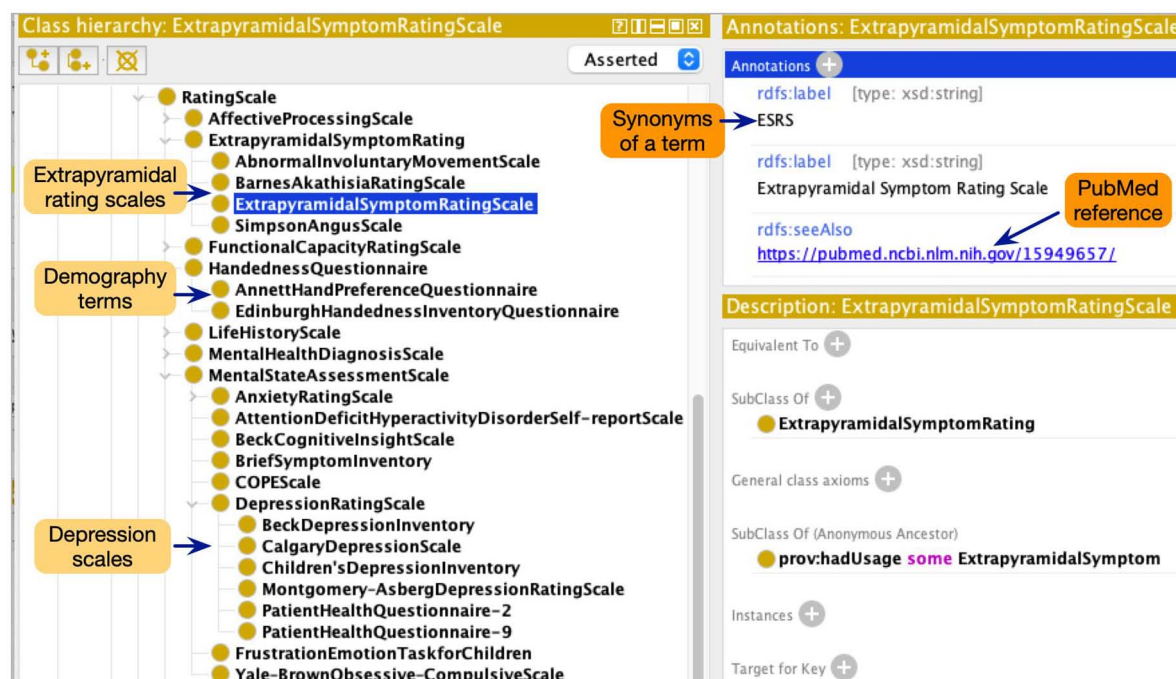 Class hierarchy: ExtrapyramidalSymptomRatingScale
Asserted
RatingScale
AffectiveProcessingScale
ExtrapyramidalSymptomRating
AbnormalInvoluntaryMovementScale
BarnesAkathisiaRatingScale
ExtrapyramidalSymptomRatingScale
SimpsonAngusScale
FunctionalCapacityRatingScale
HandednessQuestionnaire
AnnettHandPreferenceQuestionnaire
EdinburghHandednessInventoryQuestionnaire
LifeHistoryScale
MentalHealthDiagnosisScale
MentalStateAssessmentScale
AnxietyRatingScale
AttentionDeficitHyperactivityDisorderSelf-reportScale
BeckCognitiveInsightScale
BriefSymptomInventory
COPEScale
DepressionRatingScale
BeckDepressionInventory
CalgaryDepressionScale
Children'sDepressionInventory
Montgomery-AsbergDepressionRatingScale
PatientHealthQuestionnaire-2
PatientHealthQuestionnaire-9
FrustrationEmotionTaskforChildren
Yale-BrownObsessive-CompulsiveScale
Extrapyramidal
rating scales
Demography
terms
Depression
scales
Annotations: ExtrapyramidalSymptomRatingScale
Annotations
rdfs:label [type: xsd:string]
ESRS
Synonyms
of a term
rdfs:label [type: xsd:string]
Extrapyramidal Symptom Rating Scale
PubMed
reference
rdfs:seeAlso
https://pubmed.ncbi.nlm.nih.gov/15949657/
Description: ExtrapyramidalSymptomRatingScale
Equivalent To
SubClass Of
ExtrapyramidalSymptomRating
General class axioms
SubClass Of (Anonymous Ancestor)
prov:hadUsage some ExtrapyramidalSymptom
Instances
Target for Key